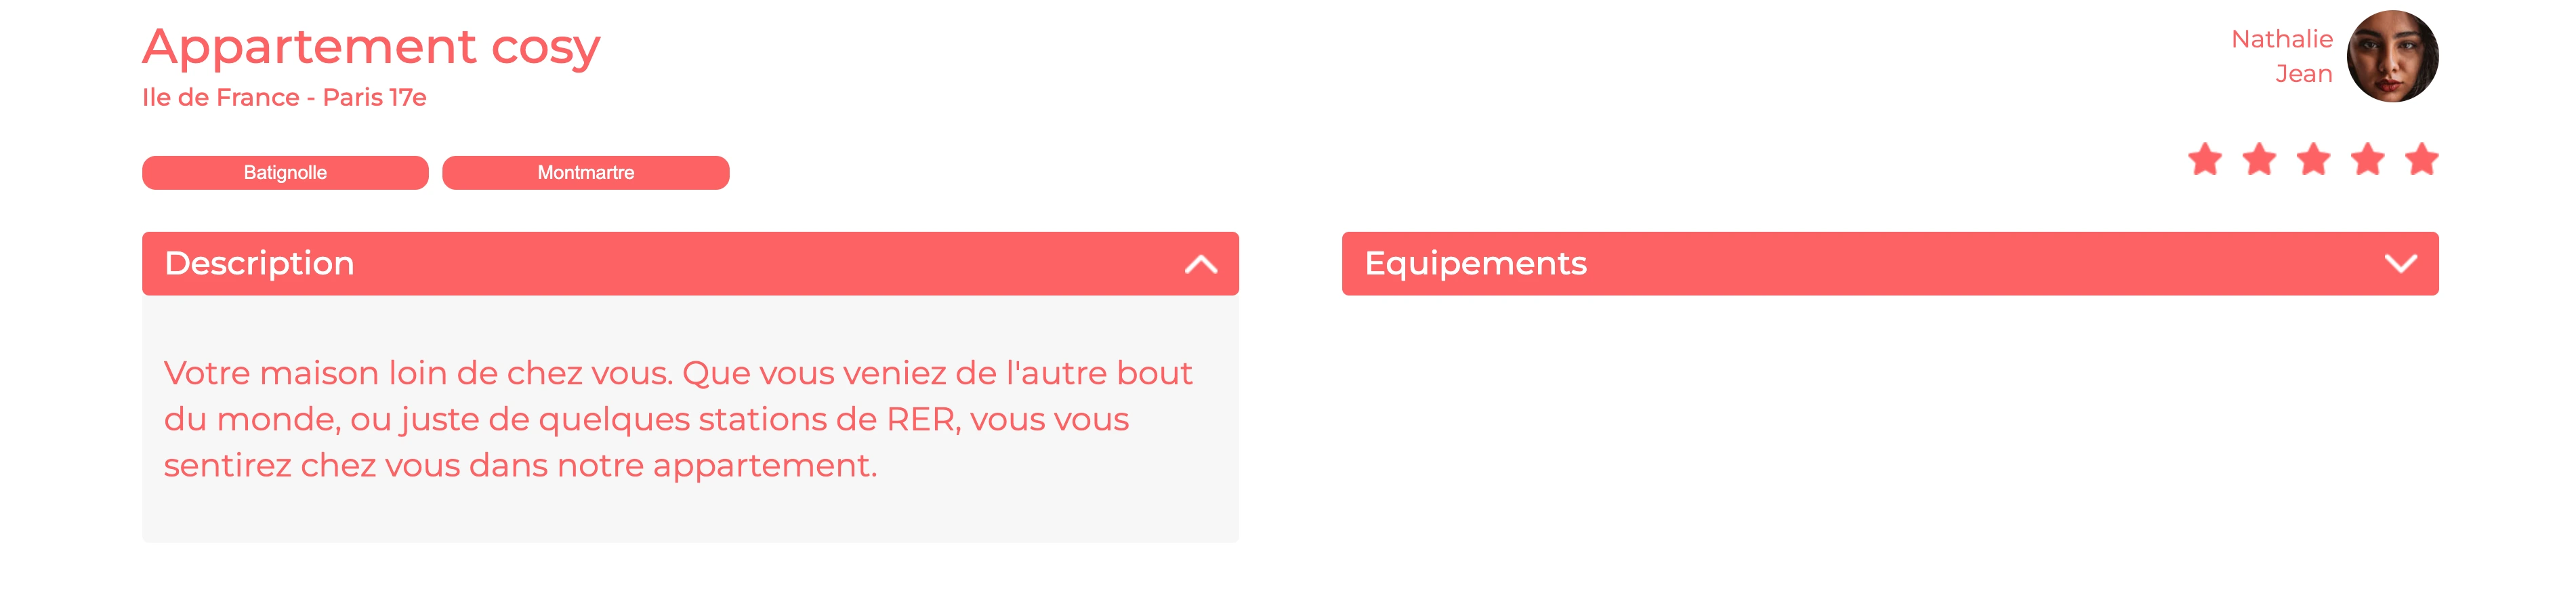 Appartement cosy
Ile de France - Paris 17e
Nathalie
Jean
Batignolle
Montmartre
Description
Votre maison loin de chez vous. Que vous veniez de l'autre bout
du monde, ou juste de quelques stations de RER, vous vous
sentirez chez vous dans notre appartement.
Equipements